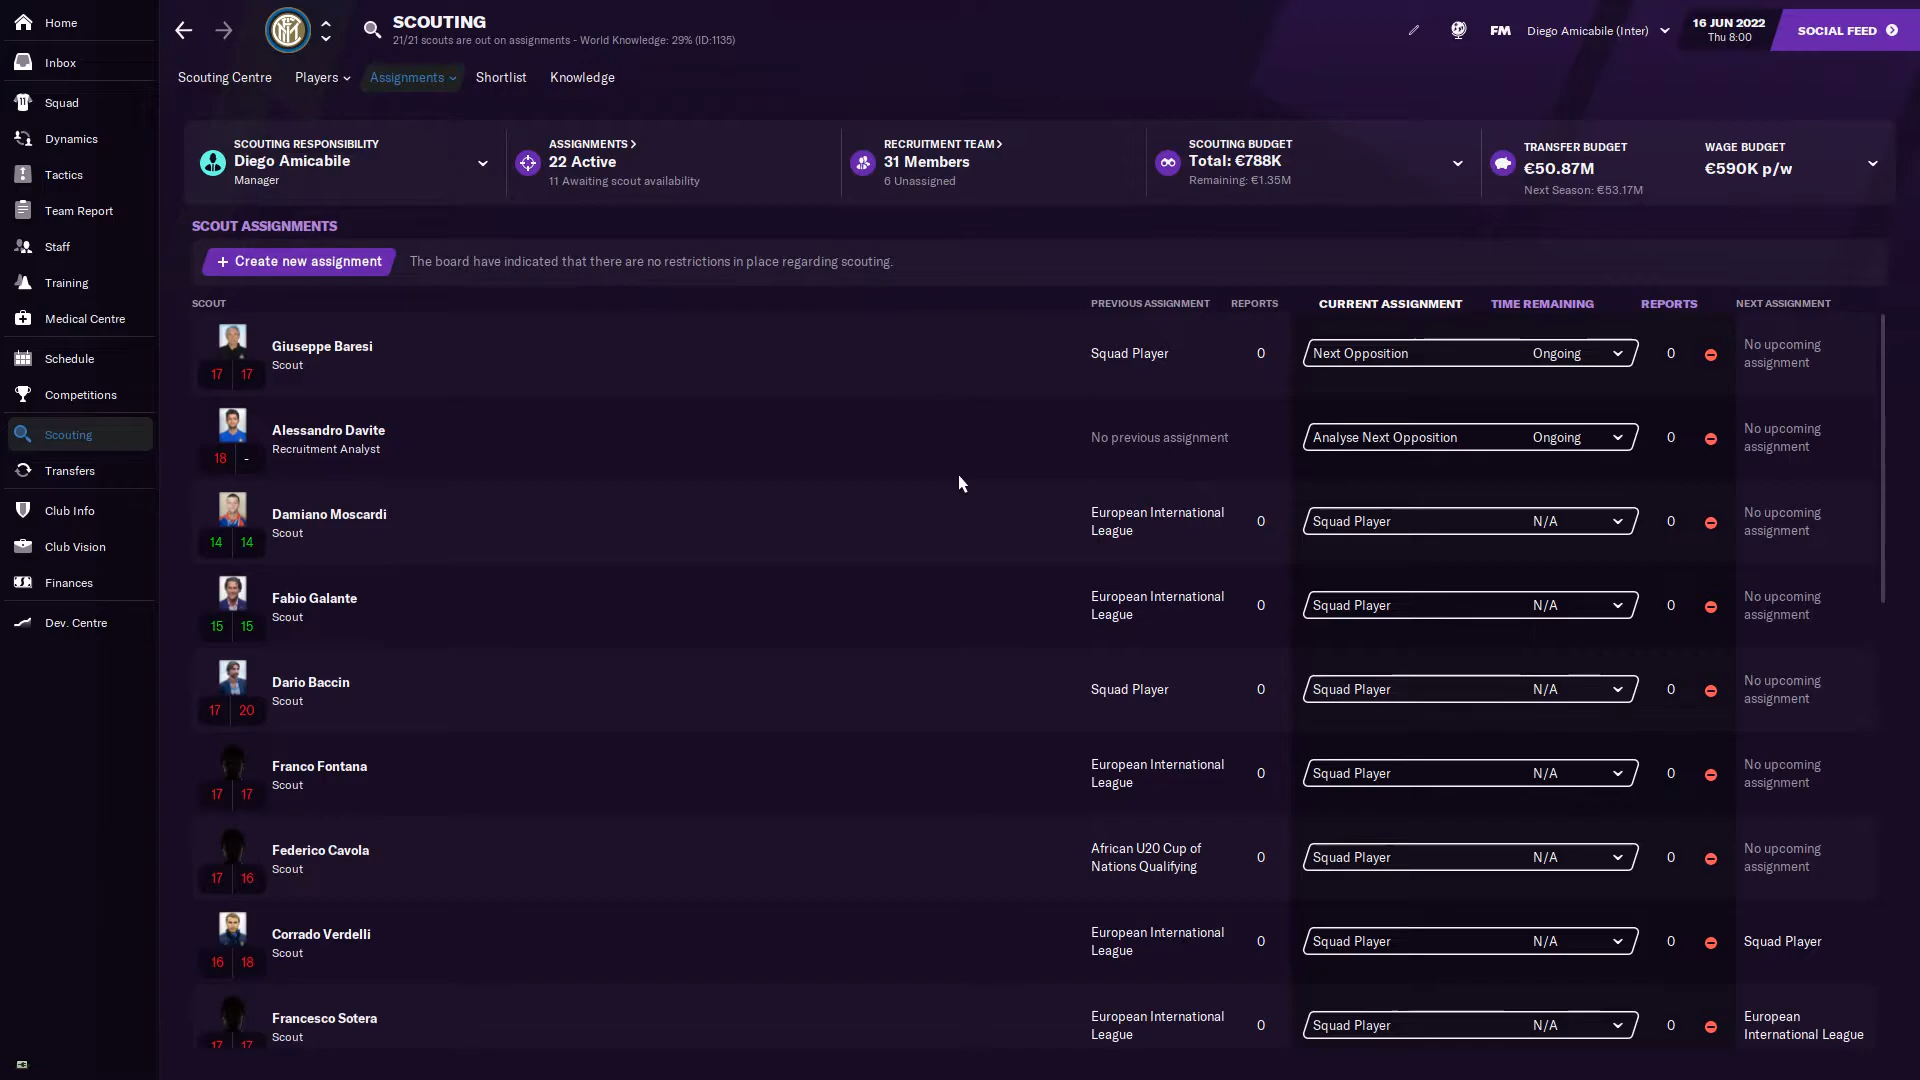 Home
Inbox
Squad
Dynamics
Tactics
Team Report
Staff
Training
Medical Centre
Schedule
Competitions
Scouting
Transfers
Club Info
Club Vision
Finances
Dev. Centre
SCOUTING
21/21 scouts are out on assignments - World Knowledge: 29% (ID:1135)
FM
Diego Amicabile (Inter)
16 JUN 2022
Thu 8:00
SOCIAL FEED
Scouting Centre Players Assignments Shortlist Knowledge
SCOUTING RESPONSIBILITY
Diego Amicabile
Manager
ASSIGNMENTS
22 Active
11 Awaiting scout availability
RECRUITMENT TEAM
31 Members
6 Unassigned
SCOUTING BUDGET
Total: €788K
Remaining: €1.35M
TRANSFER BUDGET
€50.87M
Next Season: €53.17M
WAGE BUDGET
€590K p/w
SCOUT ASSIGNMENTS
+ Create new assignment The board have indicated that there are no restrictions in place regarding scouting.
SCOUT PREVIOUS ASSIGNMENT REPORTS CURRENT ASSIGNMENT TIME REMAINING REPORTS NEXT ASSIGNMENT
17 17
Giuseppe Baresi
Scout
Squad Player 0 Next Opposition Ongoing 0
No upcoming
assignment
18 -
Alessandro Davite
Recruitment Analyst
No previous assignment Analyse Next Opposition Ongoing 0
No upcoming
assignment
14 14
Damiano Moscardi
Scout
European International
League
0 Squad Player N/A 0
No upcoming
assignment
15 15
Fabio Galante
Scout
European International
League
0 Squad Player N/A 0
No upcoming
assignment
17 20
Dario Baccin
Scout
Squad Player 0 Squad Player N/A 0
No upcoming
assignment
17 17
Franco Fontana
Scout
European International
League
0 Squad Player N/A 0
No upcoming
assignment
17 16
Federico Cavola
Scout
African U20 Cup of
Nations Qualifying
0 Squad Player N/A 0
No upcoming
assignment
16 18
Corrado Verdelli
Scout
European International
League
0 Squad Player N/A 0 Squad Player
17 17
Francesco Sotera
Scout
European International
League
0 Squad Player N/A 0
European
International League